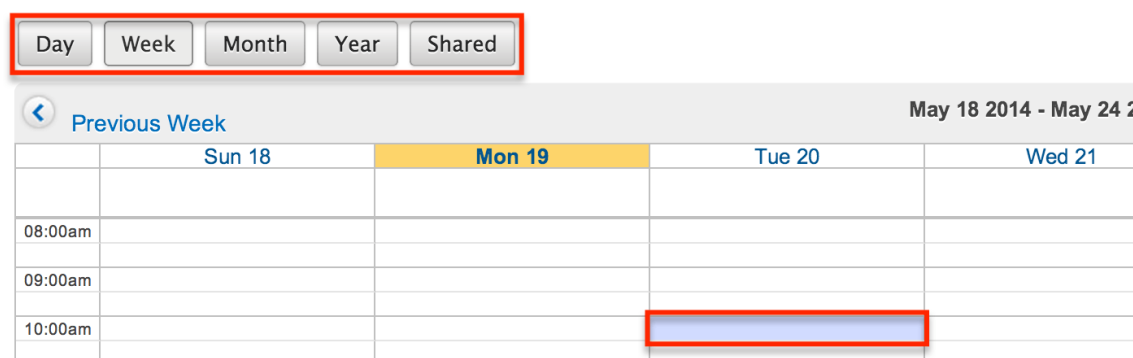 Day Week Month Year Shared
Previous Week May 18 2014 - May 24
Sun 18 Mon 19 Tue 20 Wed 21
08:00am
09:00am
10:00am